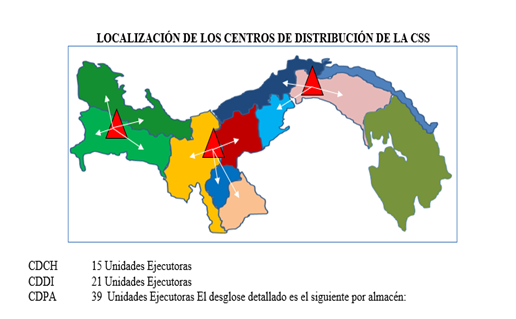 LOCALIZACIÓN DE LOS CENTROS DE DISTRIBUCIÓN DE LA CSS
CDCH 15 Unidades Ejecutoras
CDDI 21 Unidades Ejecutoras
CDPA 39 Unidades Ejecutoras El desglose detallado es el siguiente por almacén: